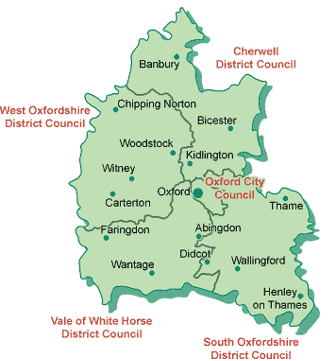 Cherwell
District Council
Banbury
West Oxfordshire
District Council
Chipping Norton
Bicester
Woodstock
Kidlington
Witney
Oxford City
Council
Oxford
Carterton
Thame
Faringdon
Abingdon
Didcot
Wantage
Wallingford
Henley
on Thames
Vale of White Horse
District Council
South Oxfordshire
District Council